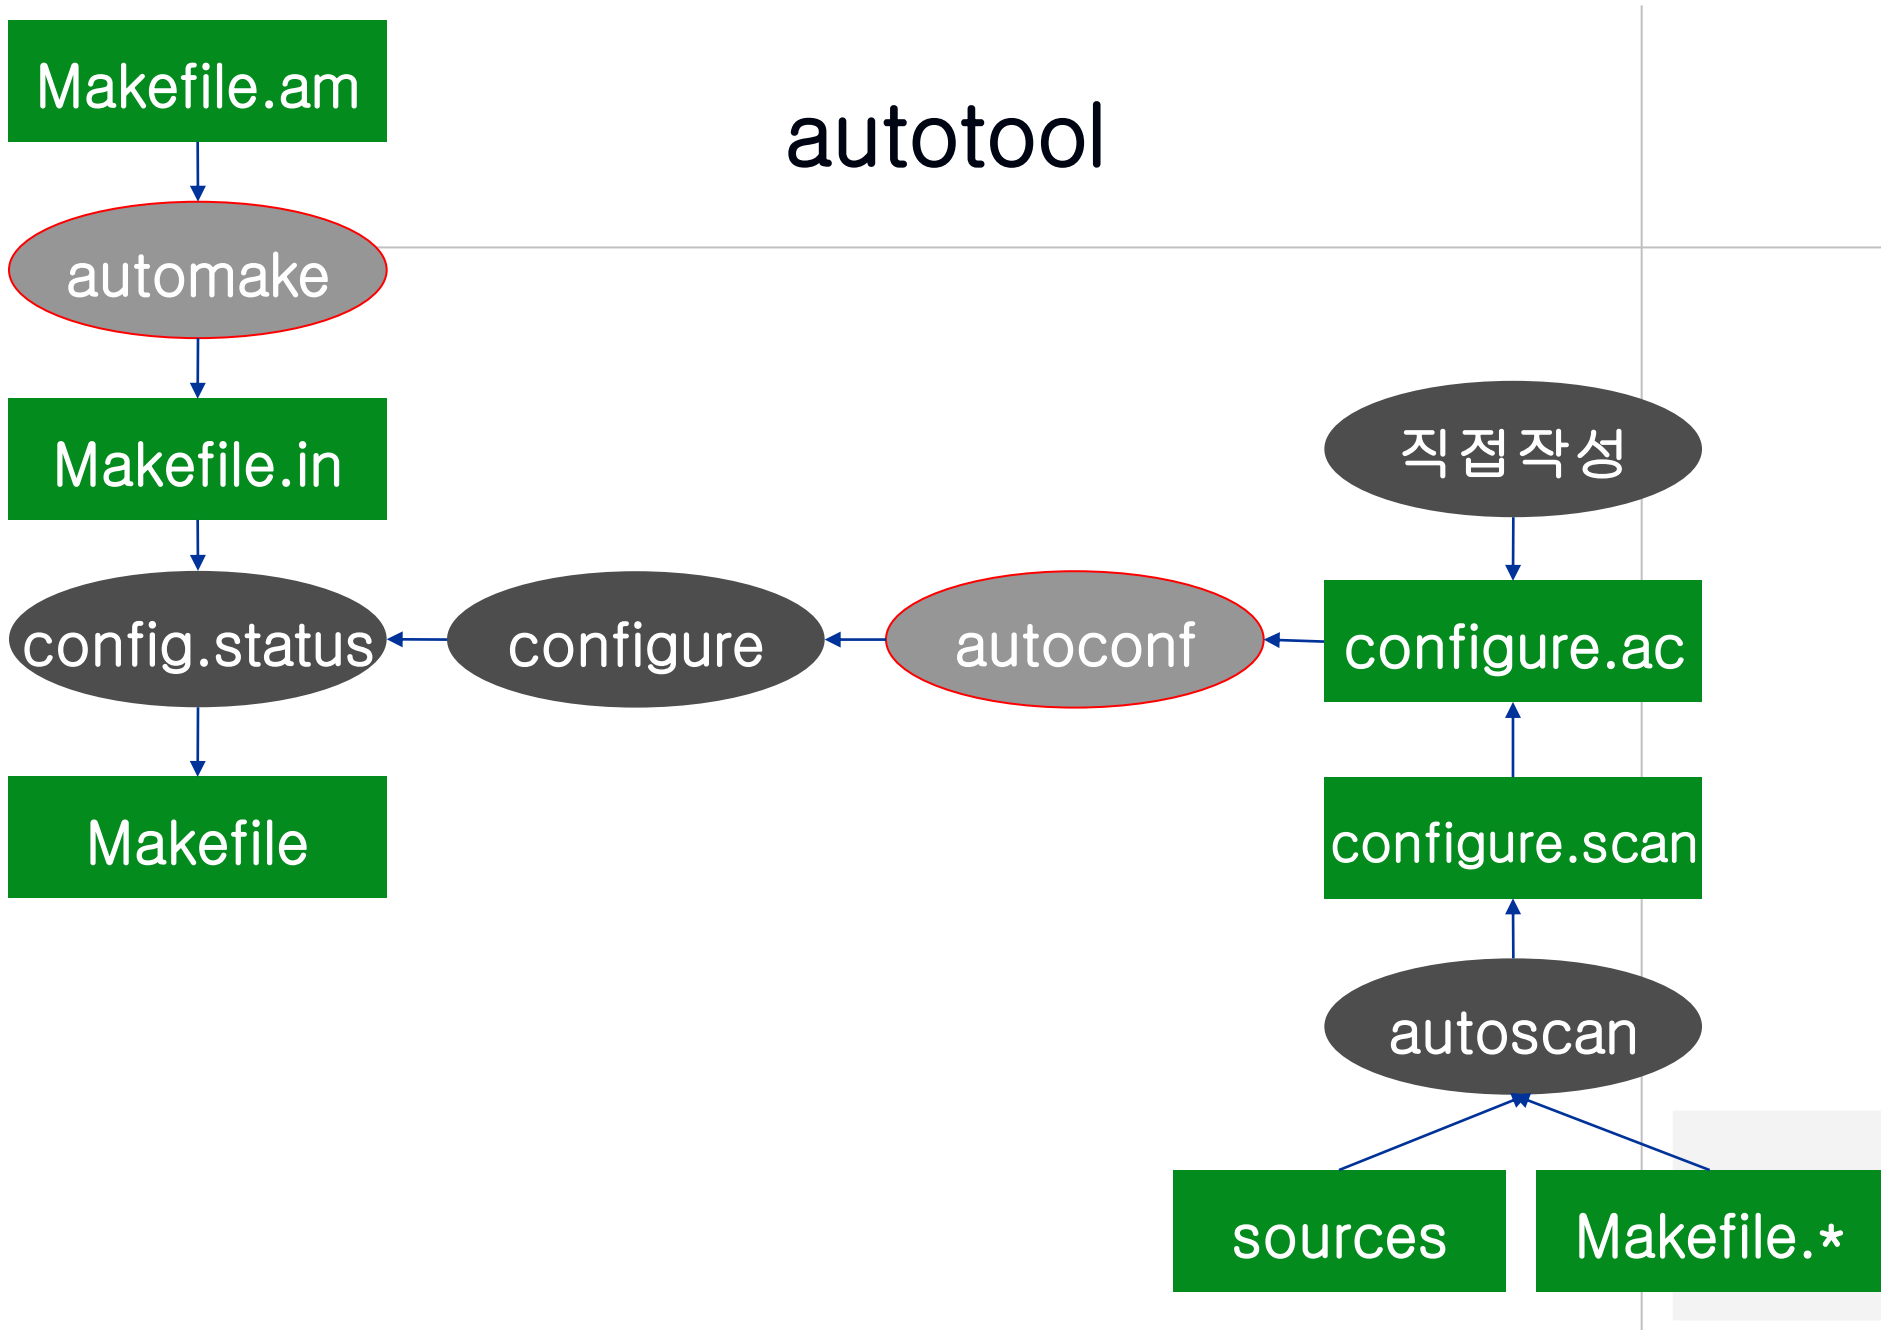 Makefile.am
autotool
automake
Makefile.in
직접작성
config.status
configure
autoconf
configure.ac
Makefile
configure.scan
autoscan
sources
Makefile.*